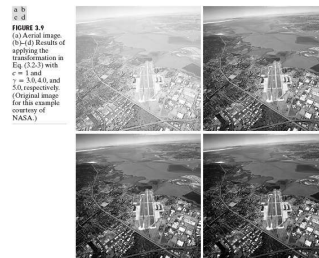 a b
c d
FIGURE 3.9
(a) Aerial image.
(b)–(d) Results of
applying the
transformation in
Eq. (3.2-3) with
c = 1 and
γ = 3.0, 4.0, and
5.0, respectively.
(Original image
for this example
courtesy of
NASA.)